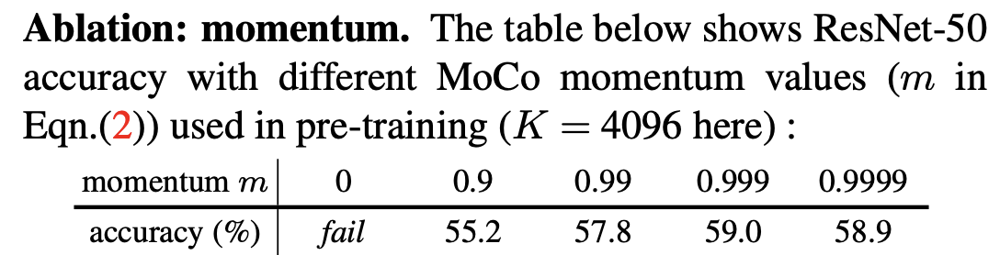 Ablation: momentum. The table below shows ResNet-50
accuracy with different MoCo momentum values (m in
Eqn.(2)) used in pre-training (K = 4096 here) :
momentum m 0 0.9 0.99 0.999 0.9999
accuracy (%) fail 55.2 57.8 59.0 58.9